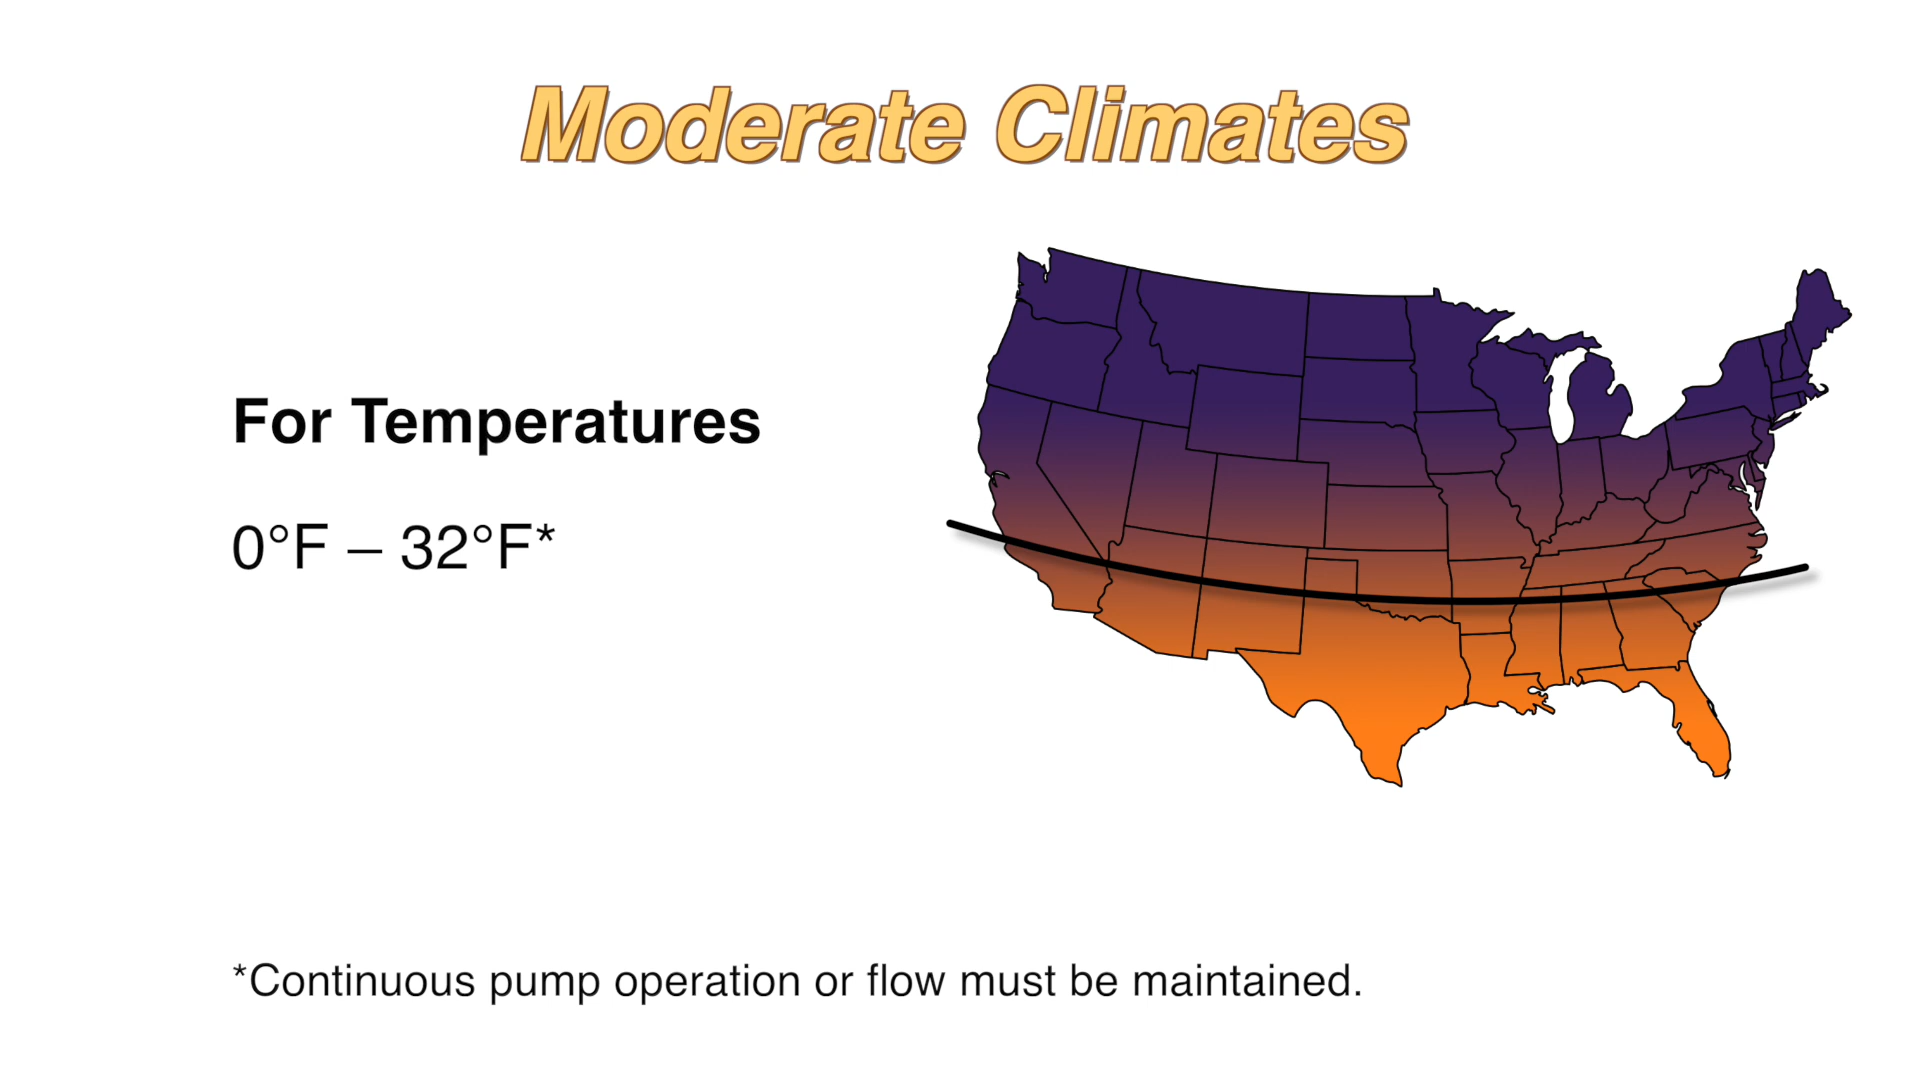 Moderate Climates
For Temperatures
0°F – 32°F*
*Continuous pump operation or flow must be maintained.